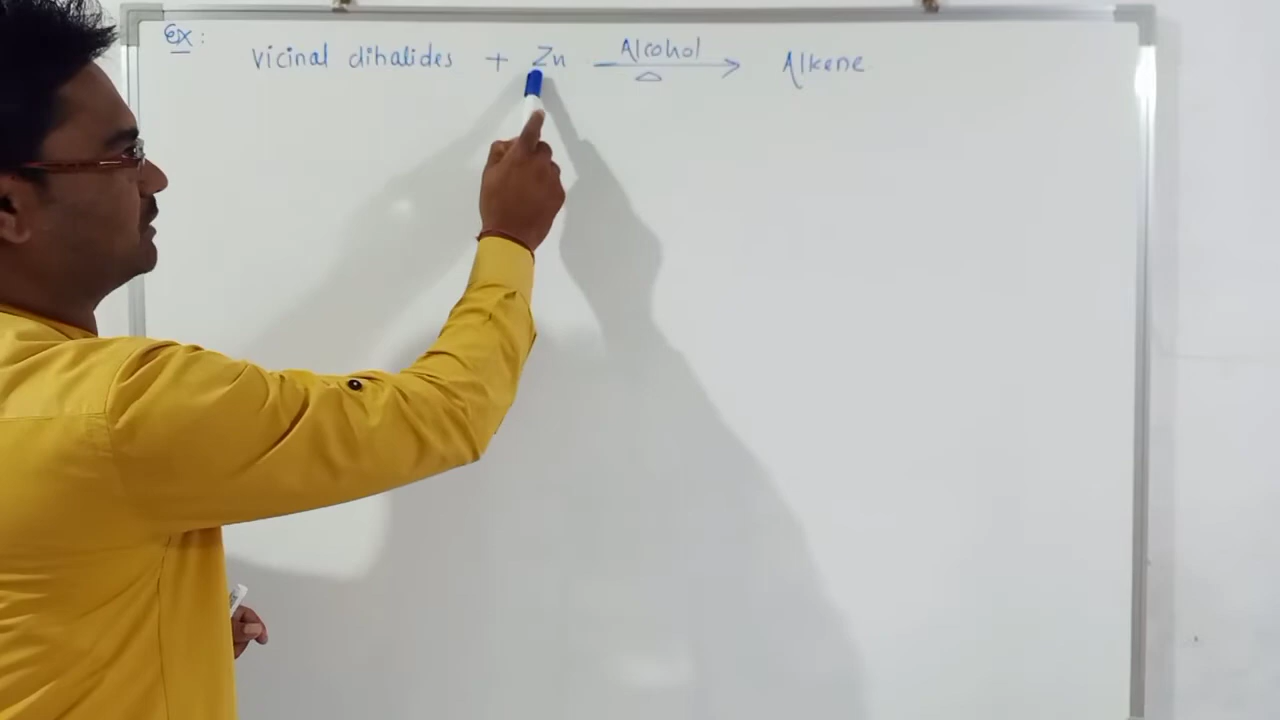 ex:
Vicinal dihalides + Zn Alcohol △ → Alkene